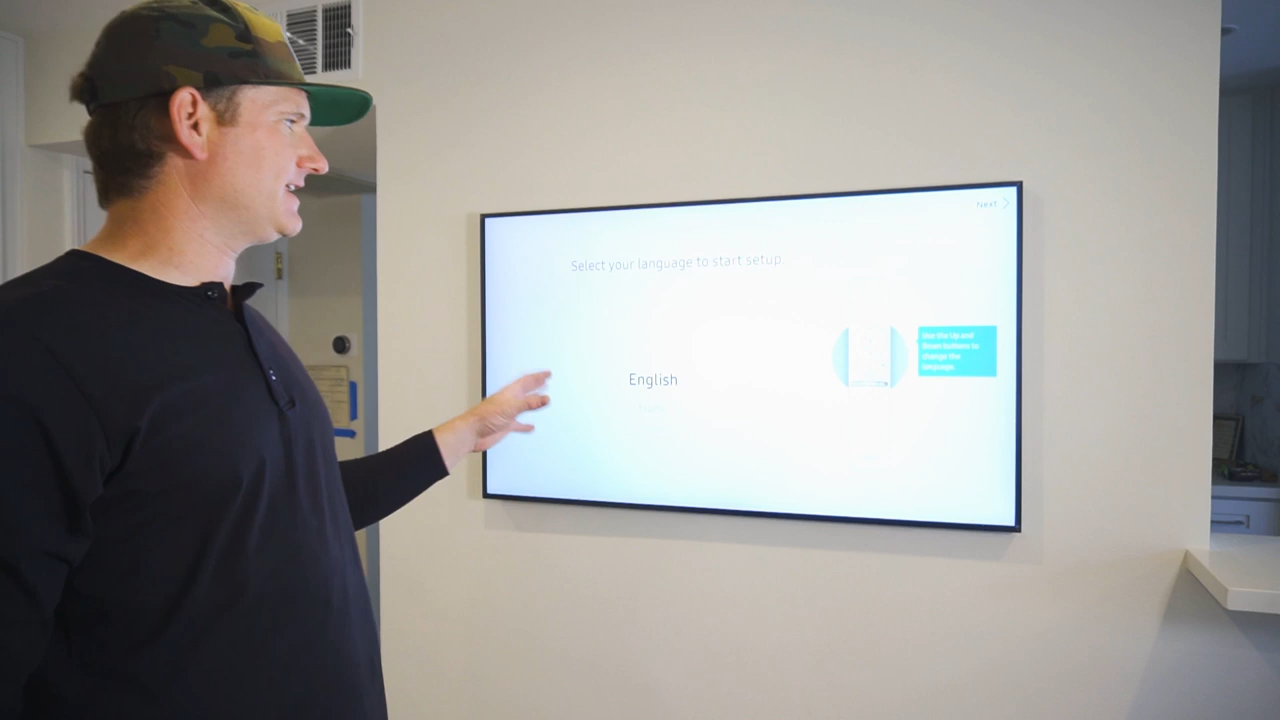 Next
Select your language to start setup
Use the Up and
Down buttons to
change the
language.
English